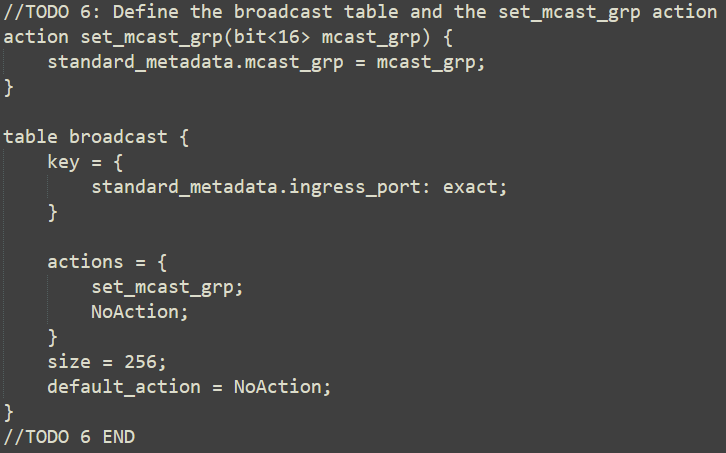 //TODO 6: Define the broadcast table and the set_mcast_grp action
action set_mcast_grp(bit<16> mcast_grp) {
    standard_metadata.mcast_grp = mcast_grp;
}

table broadcast {
    key = {
        standard_metadata.ingress_port: exact;
    }

    actions = {
        set_mcast_grp;
        NoAction;
    }
    size = 256;
    default_action = NoAction;
}
//TODO 6 END